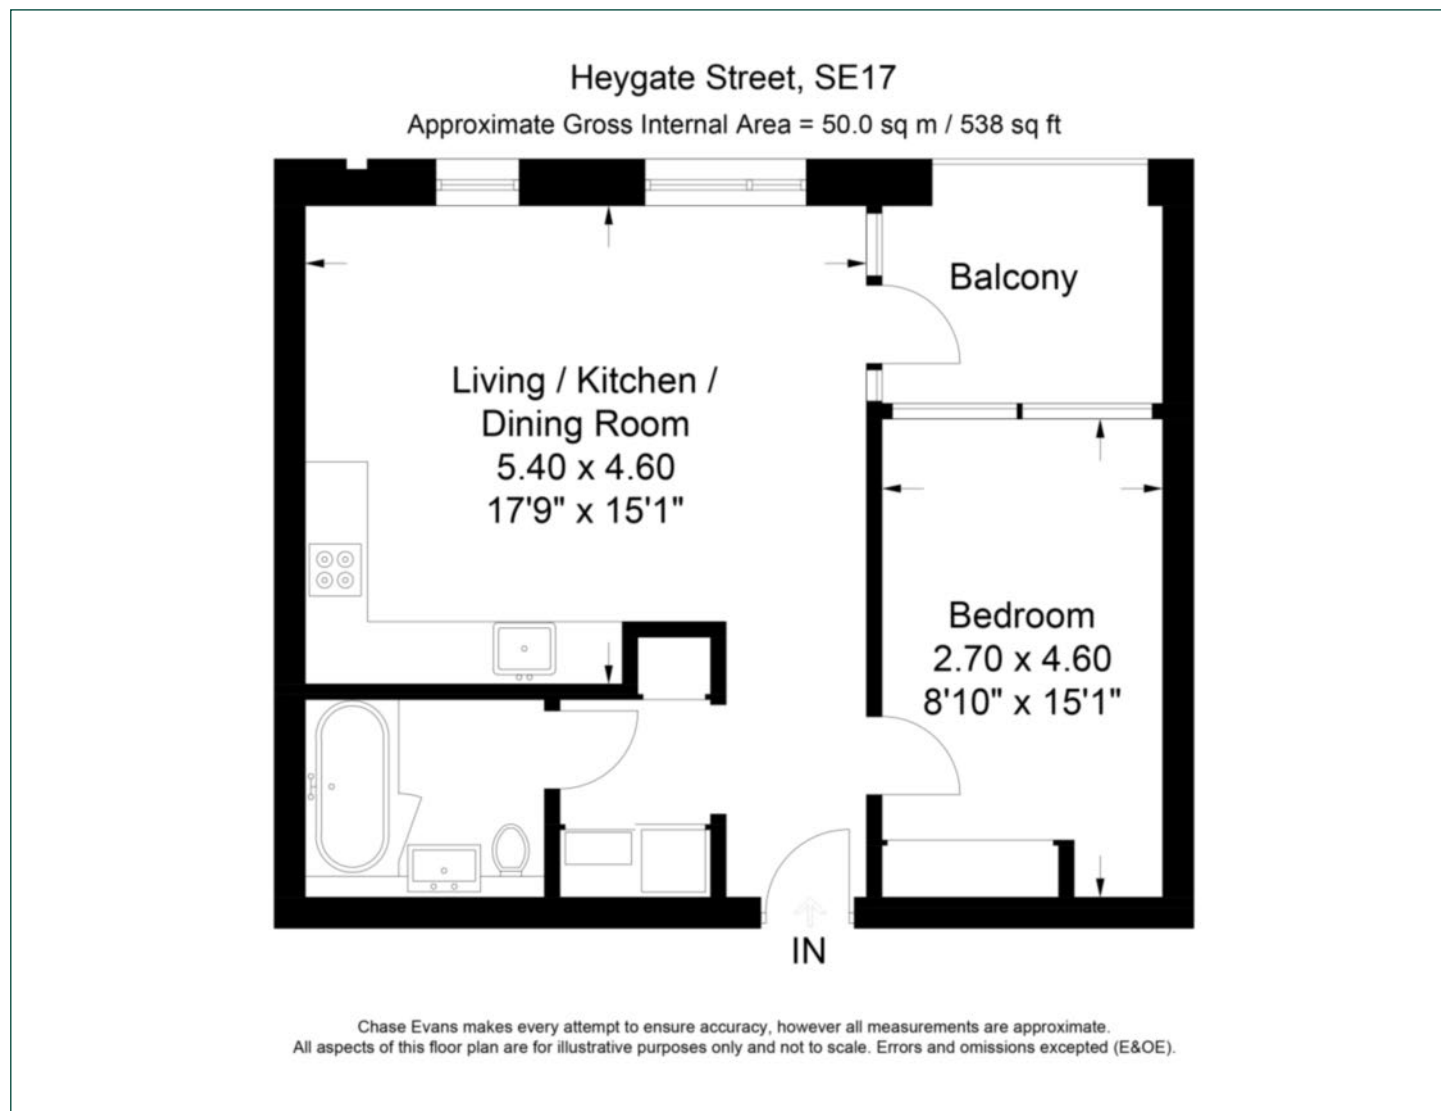 Heygate Street, SE17
Approximate Gross Internal Area = 50.0 sq m / 538 sq ft
Balcony
Living / Kitchen /
Dining Room
5.40 x 4.60
17'9" x 15'1"
Bedroom
2.70 x 4.60
8'10" x 15'1"
IN
Chase Evans makes every attempt to ensure accuracy, however all measurements are approximate.
All aspects of this floor plan are for illustrative purposes only and not to scale. Errors and omissions excepted (E&OE).